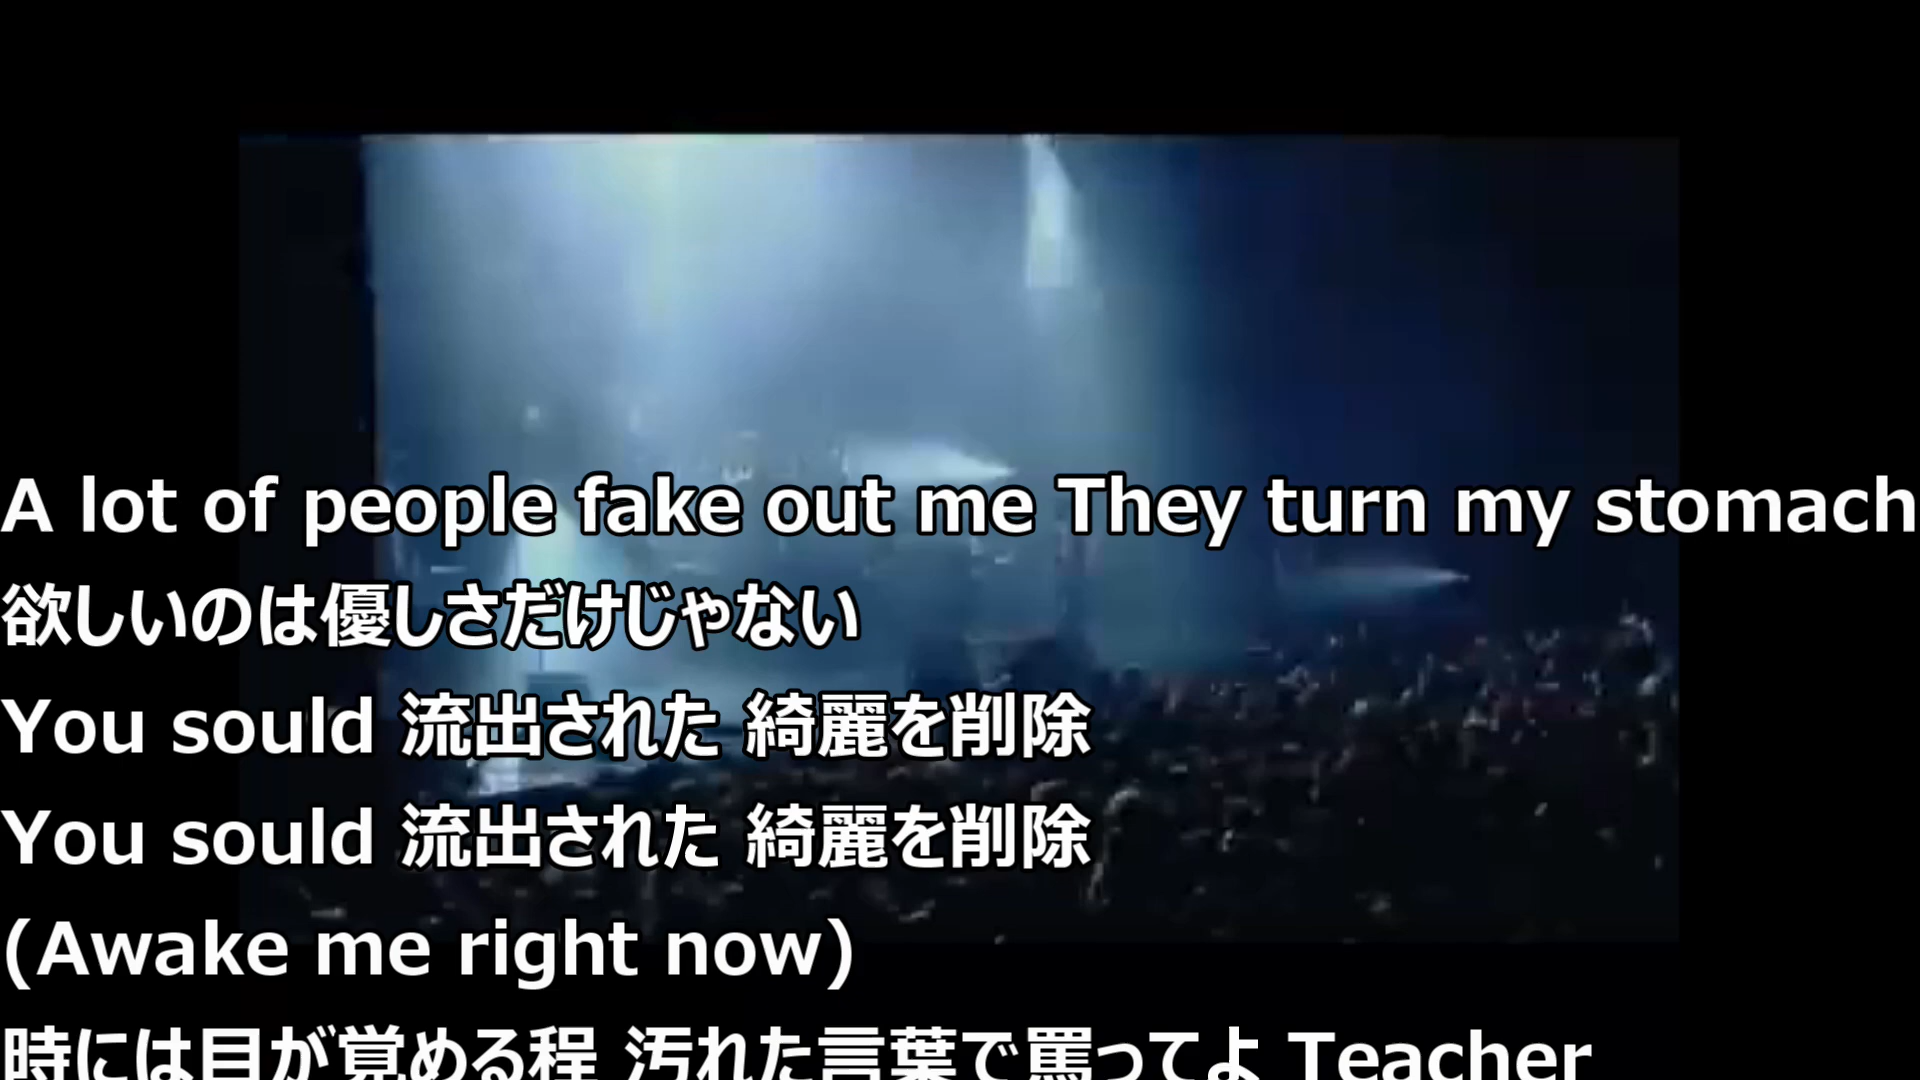 A lot of people fake out me They turn my stomach
欲しいのは優しさだけじゃない
You sould 流出された 綺麗を削除
You sould 流出された 綺麗を削除
(Awake me right now)
時には目が覚める程 汚れた言葉で罵ってよ Teacher